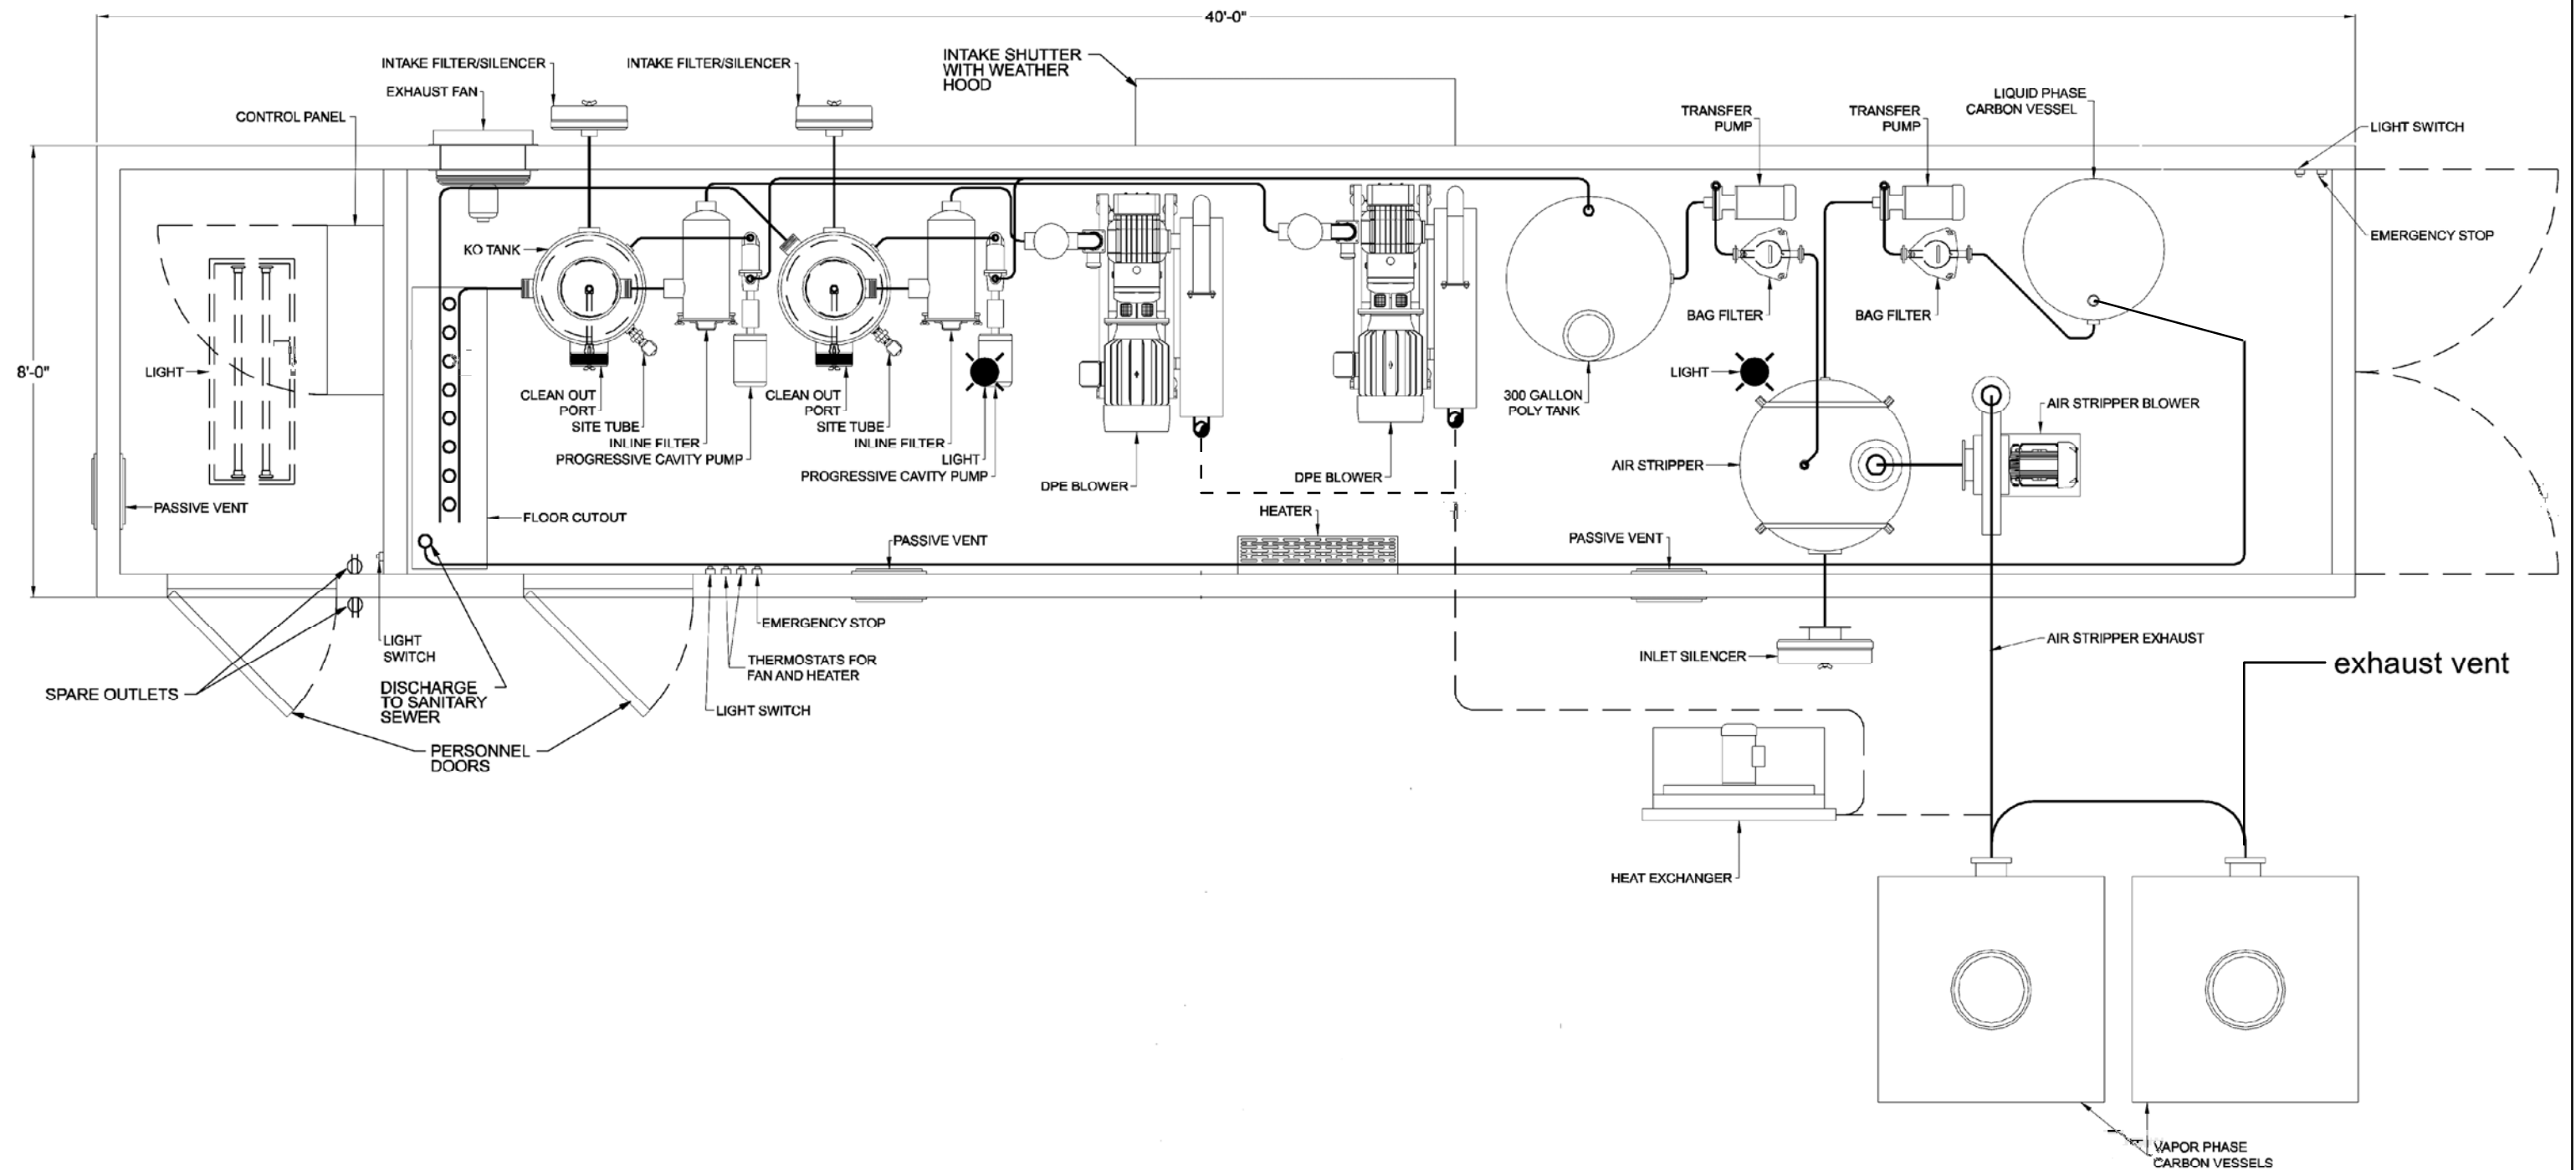 40'-0"
INTAKE FILTER/SILENCER
INTAKE FILTER/SILENCER
INTAKE SHUTTER
WITH WEATHER
HOOD
EXHAUST FAN
CONTROL PANEL
TRANSFER
PUMP
TRANSFER
PUMP
LIQUID PHASE
CARBON VESSEL
LIGHT SWITCH
EMERGENCY STOP
KO TANK
8'-0"
LIGHT
CLEAN OUT
PORT
SITE TUBE
INLINE FILTER
PROGRESSIVE CAVITY PUMP
CLEAN OUT
PORT
SITE TUBE
INLINE FILTER
LIGHT
PROGRESSIVE CAVITY PUMP
DPE BLOWER
DPE BLOWER
300 GALLON
POLY TANK
BAG FILTER
BAG FILTER
LIGHT
AIR STRIPPER BLOWER
AIR STRIPPER
PASSIVE VENT
FLOOR CUTOUT
PASSIVE VENT
HEATER
PASSIVE VENT
EMERGENCY STOP
LIGHT
SWITCH
THERMOSTATS FOR
FAN AND HEATER
LIGHT SWITCH
SPARE OUTLETS
DISCHARGE
TO SANITARY
SEWER
PERSONNEL
DOORS
INLET SILENCER
AIR STRIPPER EXHAUST
exhaust vent
HEAT EXCHANGER
VAPOR PHASE
CARBON VESSELS